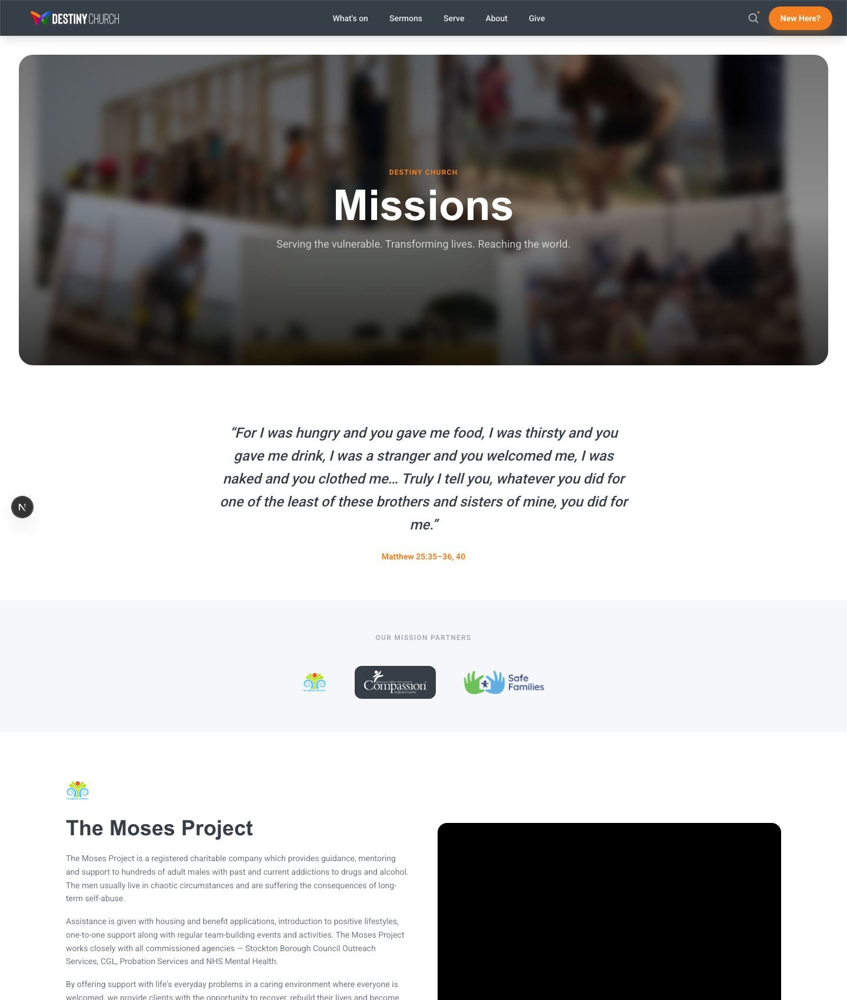 DESTINY CHURCH
What's on
Sermons
Serve
About
Give
New Here?
DESTINY CHURCH
Missions
Serving the vulnerable. Transforming lives. Reaching the world.
“For I was hungry and you gave me food, I was thirsty and you
gave me drink, I was a stranger and you welcomed me, I was
naked and you clothed me… Truly I tell you, whatever you did for
one of the least of these brothers and sisters of mine, you did for
me.”
Matthew 25:35–36, 40
N
OUR MISSION PARTNERS
THE MOSES PROJECT
Compassion
in Jesus' name
Safe
Families
THE MOSES PROJECT
The Moses Project
The Moses Project is a registered charitable company which provides guidance, mentoring
and support to hundreds of adult males with past and current addictions to drugs and alcohol.
The men usually live in chaotic circumstances and are suffering the consequences of long-
term self-abuse.
Assistance is given with housing and benefit applications, introduction to positive lifestyles,
one-to-one support along with regular team-building events and activities. The Moses Project
works closely with all commissioned agencies — Stockton Borough Council Outreach
Services, CGL, Probation Services and NHS Mental Health.
By offering support with life's everyday problems in a caring environment where everyone is
welcomed, we provide clients with the opportunity to recover, rebuild their lives and become